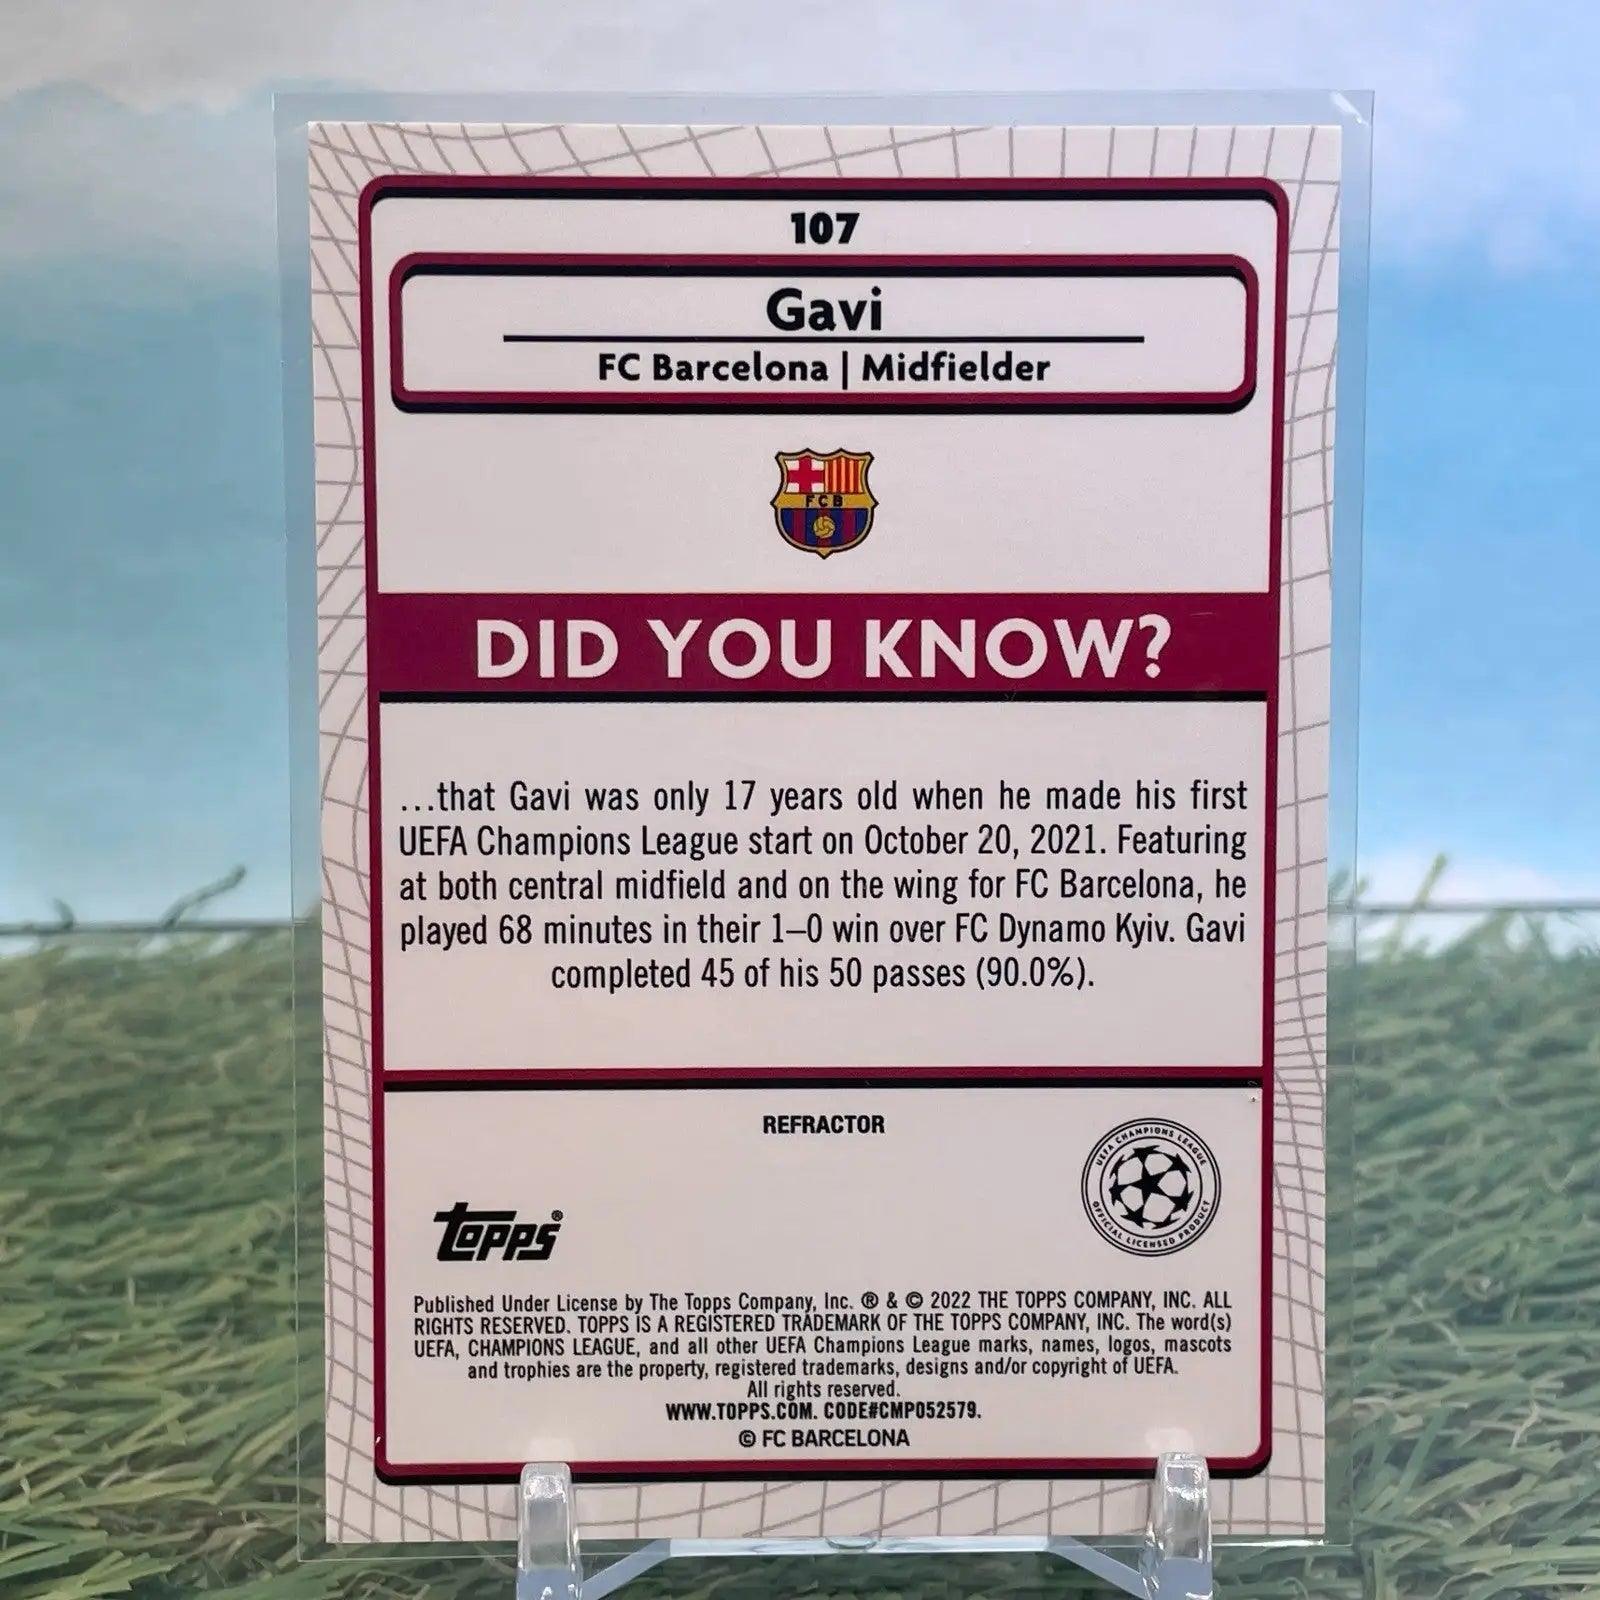 107
Gavi
FC Barcelona | Midfielder
FCB
DID YOU KNOW?
...that Gavi was only 17 years old when he made his first
UEFA Champions League start on October 20, 2021. Featuring
at both central midfield and on the wing for FC Barcelona, he
played 68 minutes in their 1–0 win over FC Dynamo Kyiv. Gavi
completed 45 of his 50 passes (90.0%).
REFRACTOR
UEFA CHAMPIONS LEAGUE
OFFICIAL LICENSED PRODUCT
topps®
Published Under License by The Topps Company, Inc. ® & © 2022 THE TOPPS COMPANY, INC. ALL
RIGHTS RESERVED. TOPPS IS A REGISTERED TRADEMARK OF THE TOPPS COMPANY, INC. The word(s)
UEFA, CHAMPIONS LEAGUE, and all other UEFA Champions League marks, names, logos, mascots
and trophies are the property, registered trademarks, designs and/or copyright of UEFA.
All rights reserved.
WWW.TOPPS.COM. CODE#CMP052579.
© FC BARCELONA